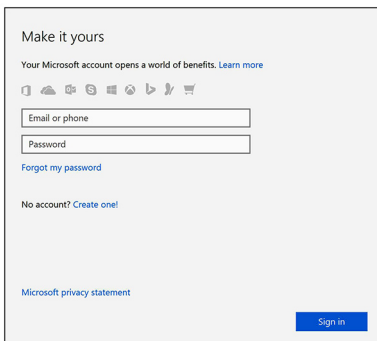 Make it yours
Your Microsoft account opens a world of benefits. Learn more
Email or phone
Password
Forgot my password
No account? Create one!
Microsoft privacy statement
Sign in